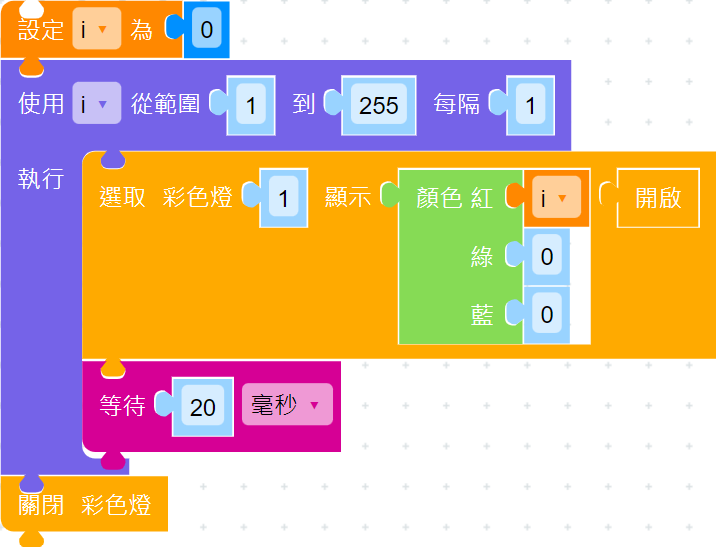 設定 i 為 0
使用 i 從範圍 1 到 255 每隔 1
執行
選取 彩色燈 1 顯示 顏色 紅 i 開啟
綠 0
藍 0
等待 20 毫秒
關閉 彩色燈